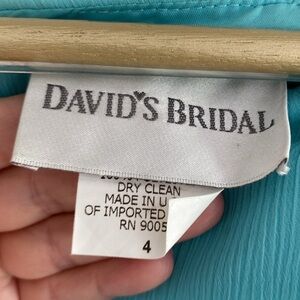 DAVID'S BRIDAL
DRY CLEAN
MADE IN U
OF IMPORTED
RN 9005
4